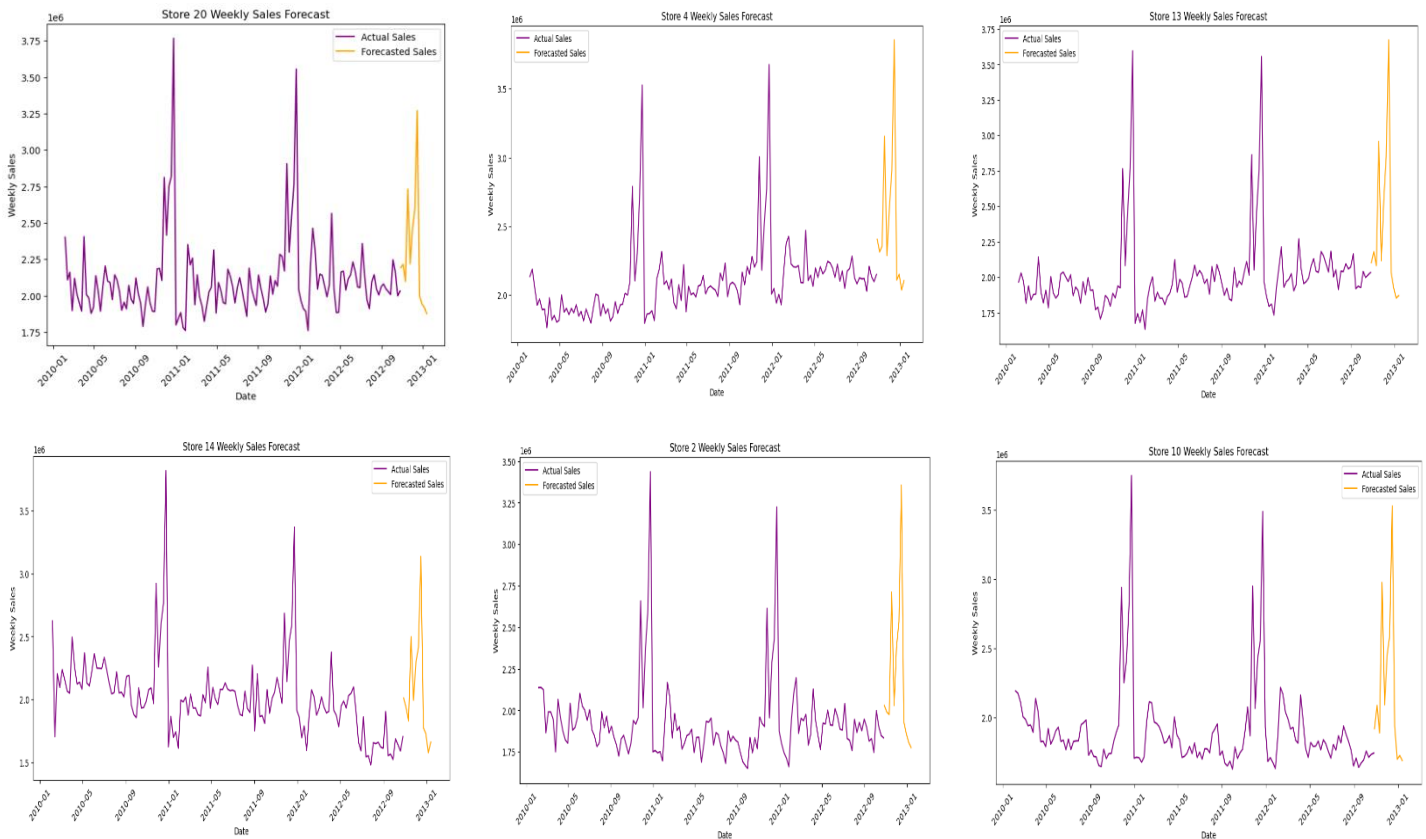 Store 20 Weekly Sales Forecast
1e6
Actual Sales
Forecasted Sales
3.75
3.50
3.25
3.00
2.75
2.50
2.25
2.00
1.75
Weekly Sales
2010-01
2010-05
2010-09
2011-01
2011-05
2011-09
2012-01
2012-05
2012-09
2013-01
Date
Store 4 Weekly Sales Forecast
1e6
Actual Sales
Forecasted Sales
3.5
3.0
2.5
2.0
Weekly Sales
2010-01
2010-05
2010-09
2011-01
2011-05
2011-09
2012-01
2012-05
2012-09
2013-01
Date
Store 13 Weekly Sales Forecast
1e6
Actual Sales
Forecasted Sales
3.75
3.50
3.25
3.00
2.75
2.50
2.25
2.00
1.75
Weekly Sales
2010-01
2010-05
2010-09
2011-01
2011-05
2011-09
2012-01
2012-05
2012-09
2013-01
Date
Store 14 Weekly Sales Forecast
1e6
Actual Sales
Forecasted Sales
3.5
3.0
2.5
2.0
1.5
Weekly Sales
2010-01
2010-05
2010-09
2011-01
2011-05
2011-09
2012-01
2012-05
2012-09
2013-01
Date
Store 2 Weekly Sales Forecast
1e6
Actual Sales
Forecasted Sales
3.50
3.25
3.00
2.75
2.50
2.25
2.00
1.75
Weekly Sales
2010-01
2010-05
2010-09
2011-01
2011-05
2011-09
2012-01
2012-05
2012-09
2013-01
Date
Store 10 Weekly Sales Forecast
1e6
Actual Sales
Forecasted Sales
3.5
3.0
2.5
2.0
Weekly Sales
2010-01
2010-05
2010-09
2011-01
2011-05
2011-09
2012-01
2012-05
2012-09
2013-01
Date